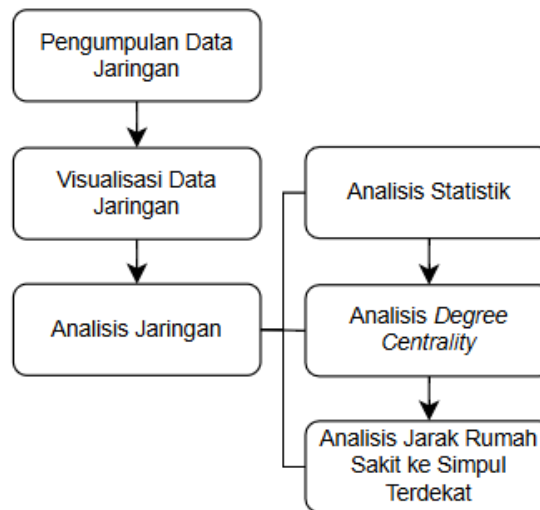 Pengumpulan Data
Jaringan
Visualisasi Data
Jaringan
Analisis Jaringan
Analisis Statistik
Analisis Degree
Centrality
Analisis Jarak Rumah
Sakit ke Simpul
Terdekat